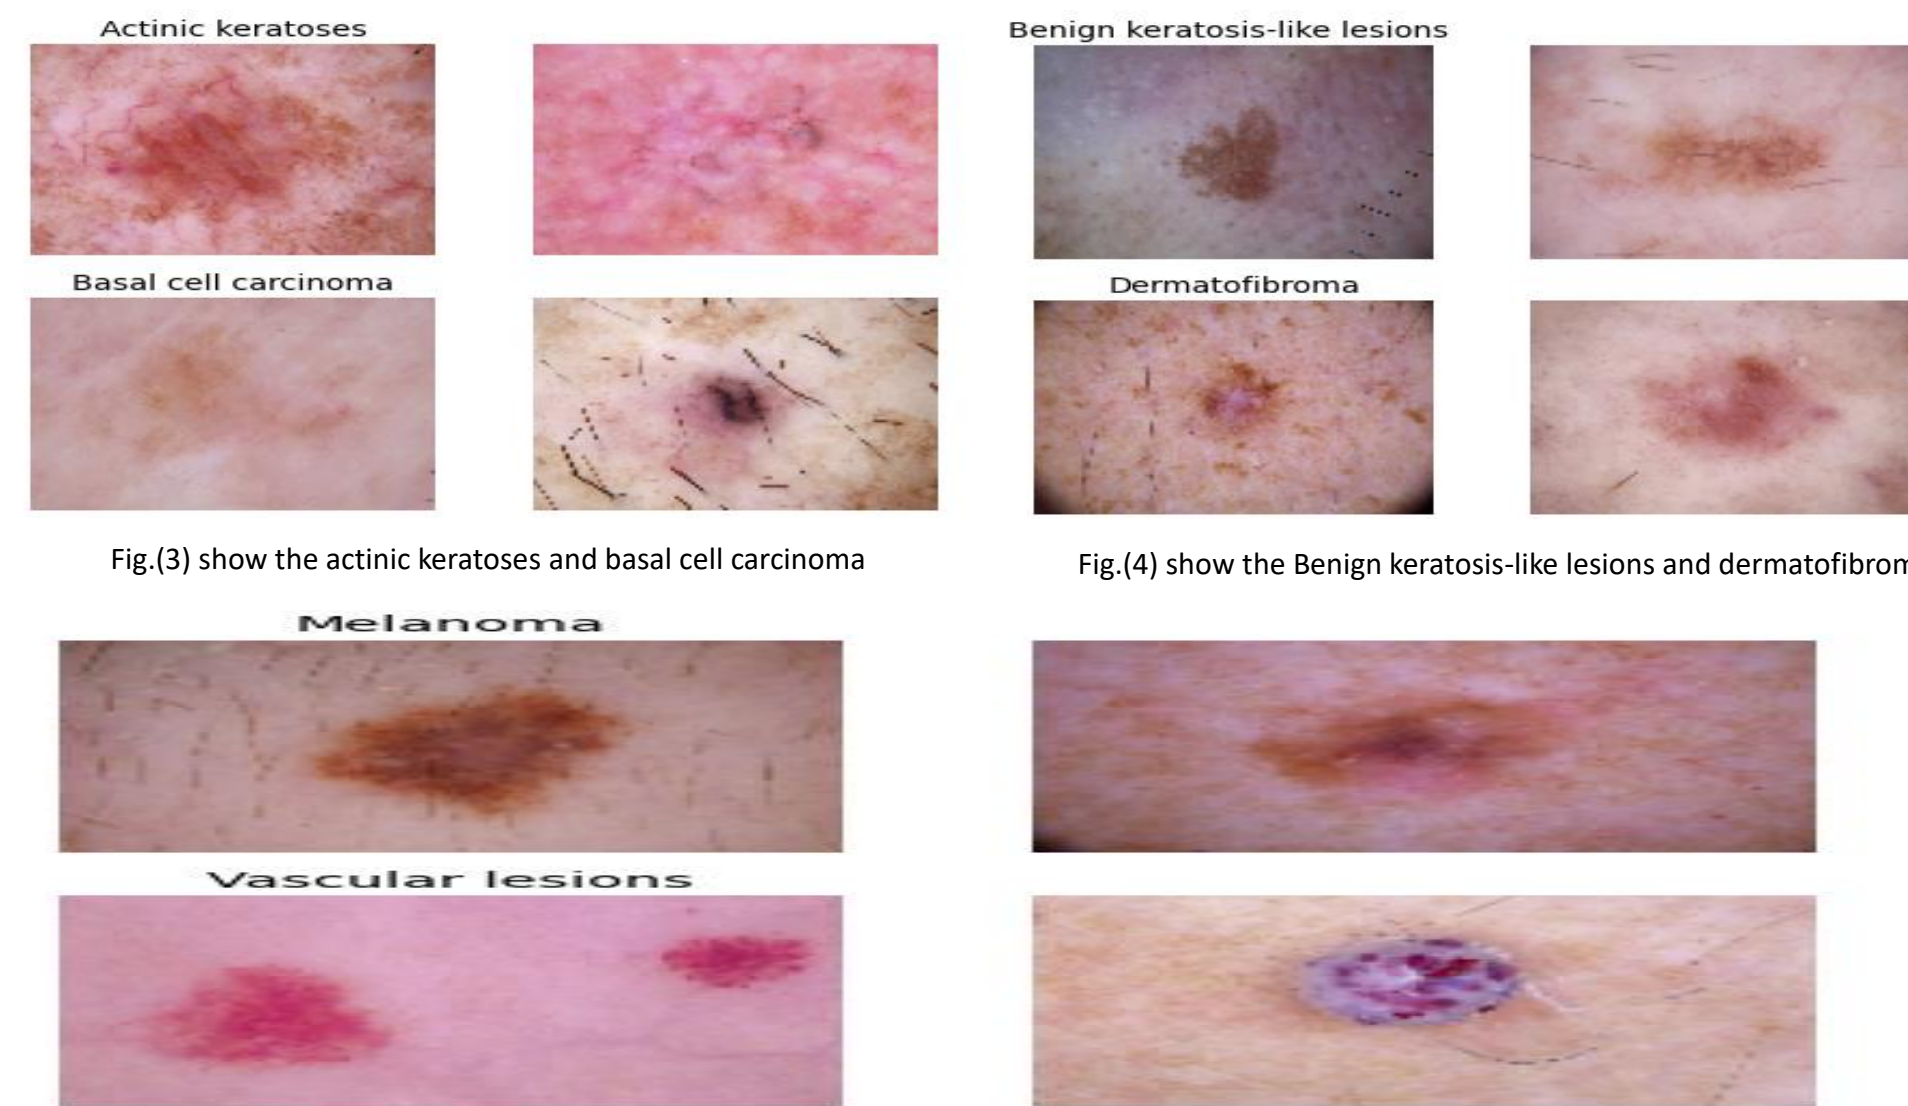 Actinic keratoses
Benign keratosis-like lesions
Basal cell carcinoma
Dermatofibroma
Fig.(3) show the actinic keratoses and basal cell carcinoma
Fig.(4) show the Benign keratosis-like lesions and
Melanoma
Vascular lesions